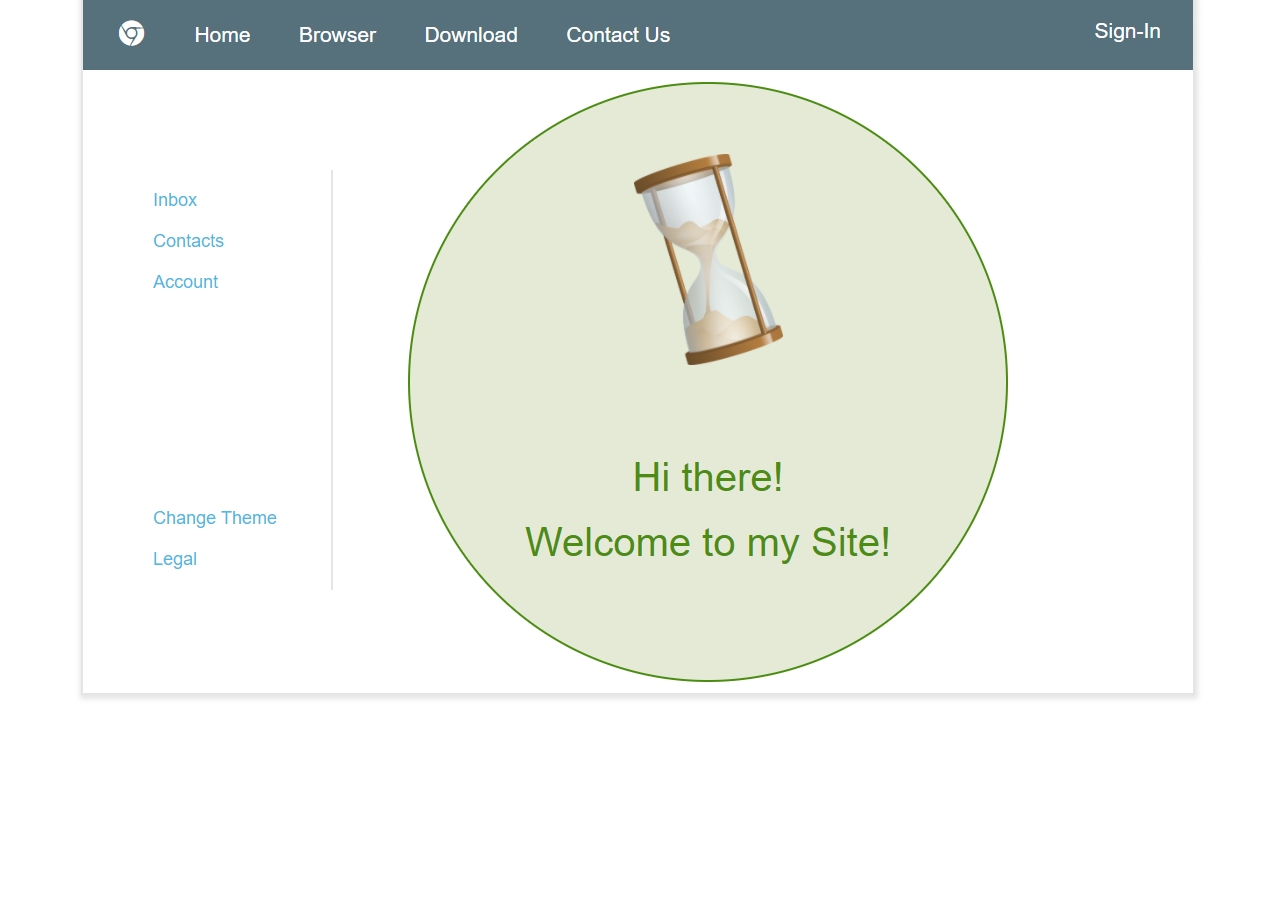 Home Browser Download Contact Us Sign-In
Inbox
Contacts
Account
Change Theme
Legal
Hi there!
Welcome to my Site!